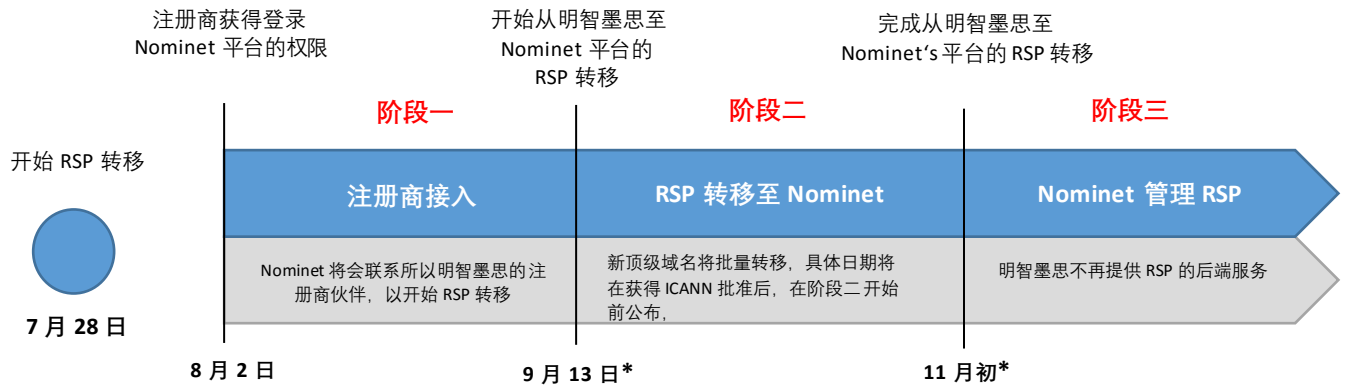 注册商获得登录
Nominet 平台的权限
开始从明智墨思至
Nominet 平台的
RSP 转移
完成从明智墨思至
Nominet‘s 平台的 RSP 转移
阶段一
阶段二
阶段三
开始 RSP 转移
注册商接入
RSP 转移至 Nominet
Nominet 管理 RSP
Nominet 将会联系所以明智墨思的注
册商伙伴，以开始 RSP 转移
新顶级域名将批量转移，具体日期将
在获得 ICANN 批准后，在阶段二开始
前公布，
明智墨思不再提供 RSP 的后端服务
7 月 28 日
8 月 2 日
9 月 13 日*
11 月初*